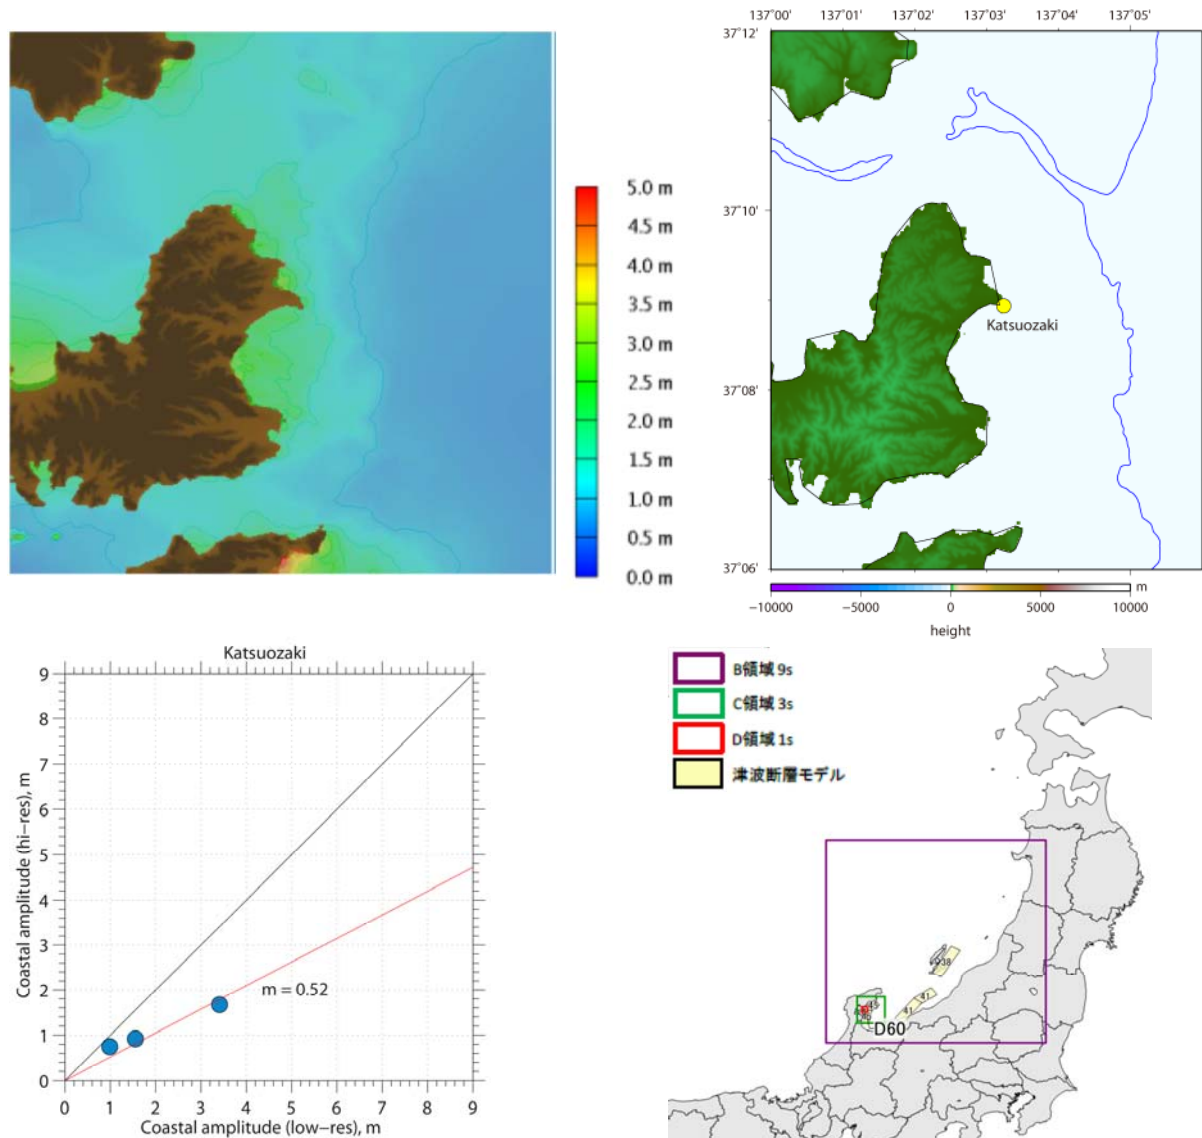 137°00' 137°01' 137°02' 137°03' 137°04' 137°05'
37°12'
37°10'
37°08'
37°06'
5.0 m
4.5 m
4.0 m
3.5 m
3.0 m
2.5 m
2.0 m
1.5 m
1.0 m
0.5 m
0.0 m
Katsuozaki
m
−10000 −5000 0 5000 10000
height
Katsuozaki
Coastal amplitude (hi−res), m
9
8
7
6
5
4
3
2
1
0
m = 0.52
0 1 2 3 4 5 6 7 8 9
Coastal amplitude (low−res), m
B領域 9s
C領域 3s
D領域 1s
津波断層モデル
38
41
41
D60